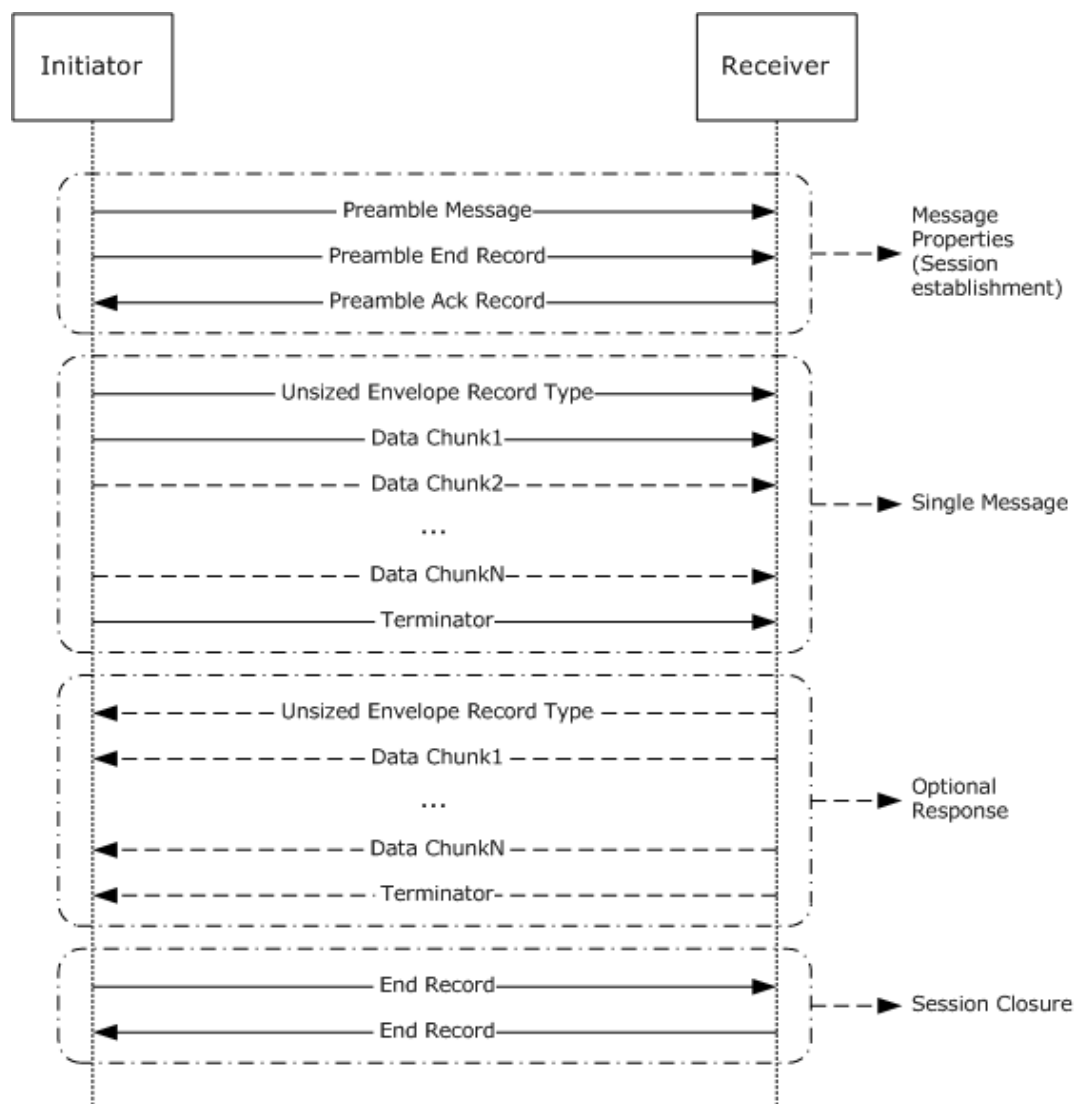 Initiator
Receiver
Preamble Message
Preamble End Record
Preamble Ack Record
Message
Properties
(Session
establishment)
Unsized Envelope Record Type
Data Chunk1
Data Chunk2
...
Data ChunkN
Terminator
Single Message
Unsized Envelope Record Type
Data Chunk1
...
Data ChunkN
Terminator
Optional
Response
End Record
End Record
Session Closure